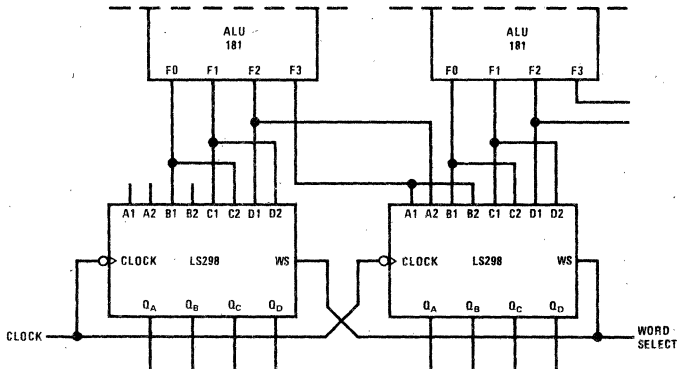 ALU
181
F0 F1 F2 F3
ALU
181
F0 F1 F2 F3
A1 A2 B1 B2 C1 C2 D1 D2
A1 A2 B1 B2 C1 C2 D1 D2
CLOCK LS298 WS
CLOCK LS298 WS
QA QB QC QD
QA QB QC QD
CLOCK
WORD
SELECT